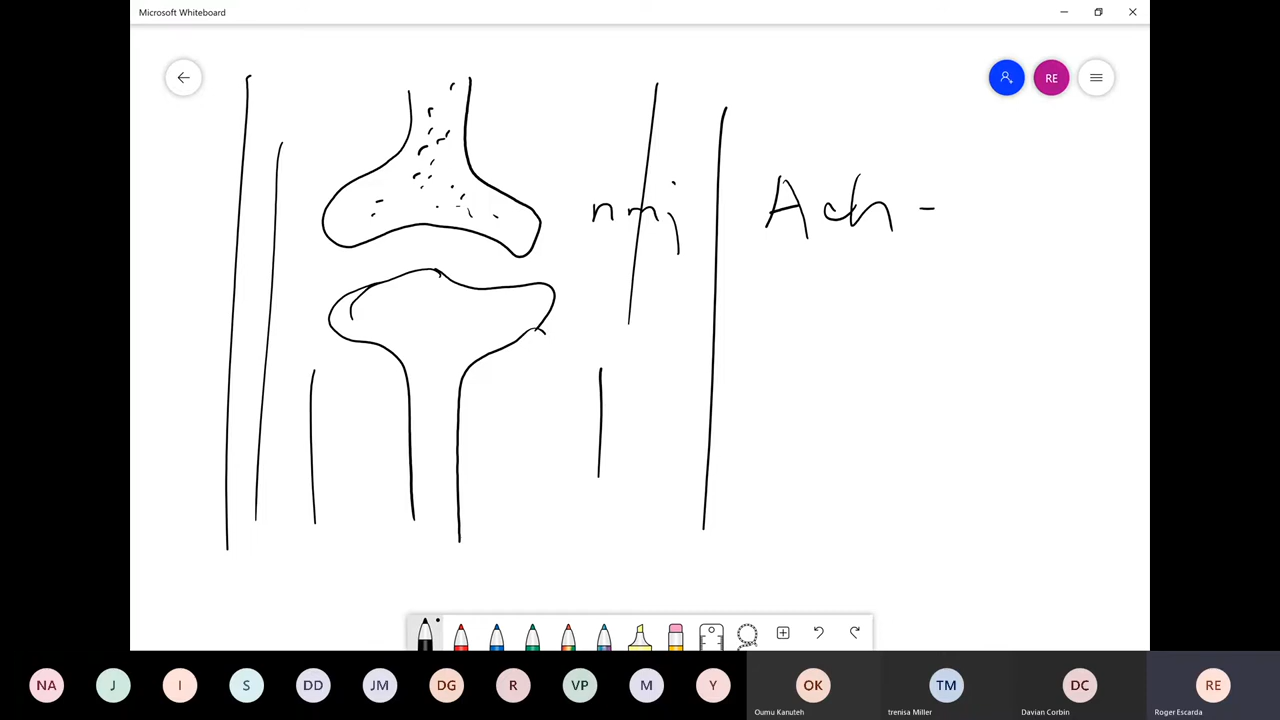 Microsoft Whiteboard
RE
nmj
Ach -
NA
J
I
S
DD
JM
DG
R
VP
M
Y
OK
TM
DC
RE
Oumu Kanuteh
trenisa Miller
Davian Corbin
Roger Escarda